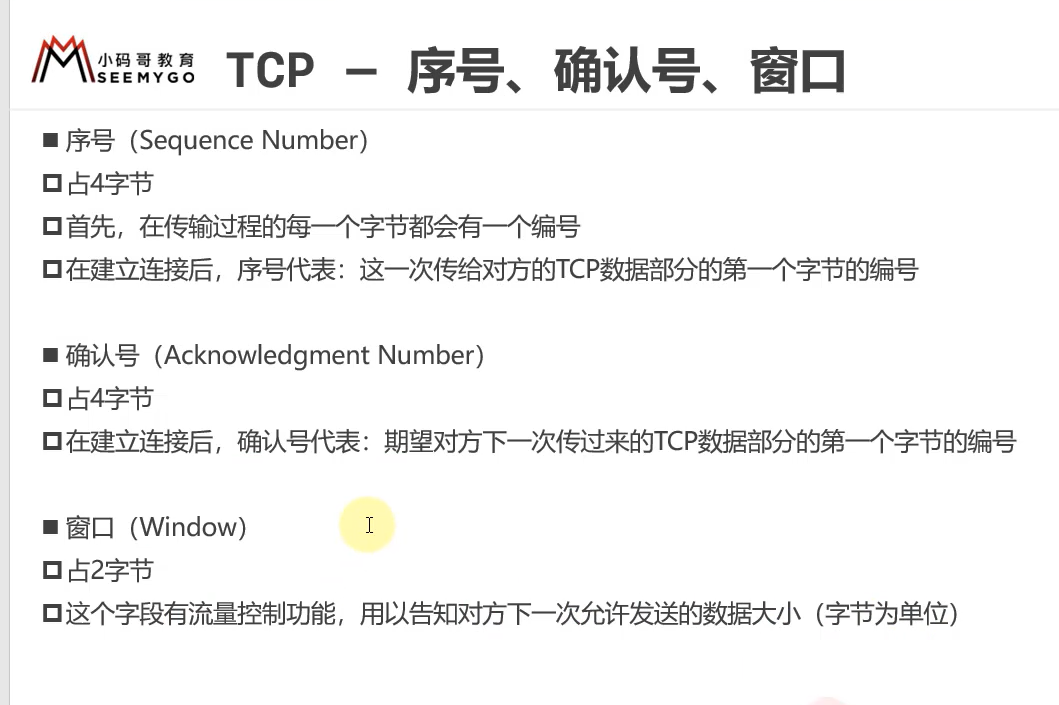 小码哥教育
SEEMYGO
TCP – 序号、确认号、窗口
■ 序号（Sequence Number）
占4字节
首先，在传输过程的每一个字节都会有一个编号
在建立连接后，序号代表：这一次传给对方的TCP数据部分的第一个字节的编号
■ 确认号（Acknowledgment Number）
占4字节
在建立连接后，确认号代表：期望对方下一次传过来的TCP数据部分的第一个字节的编号
■ 窗口（Window）
占2字节
这个字段有流量控制功能，用以告知对方下一次允许发送的数据大小（字节为单位）